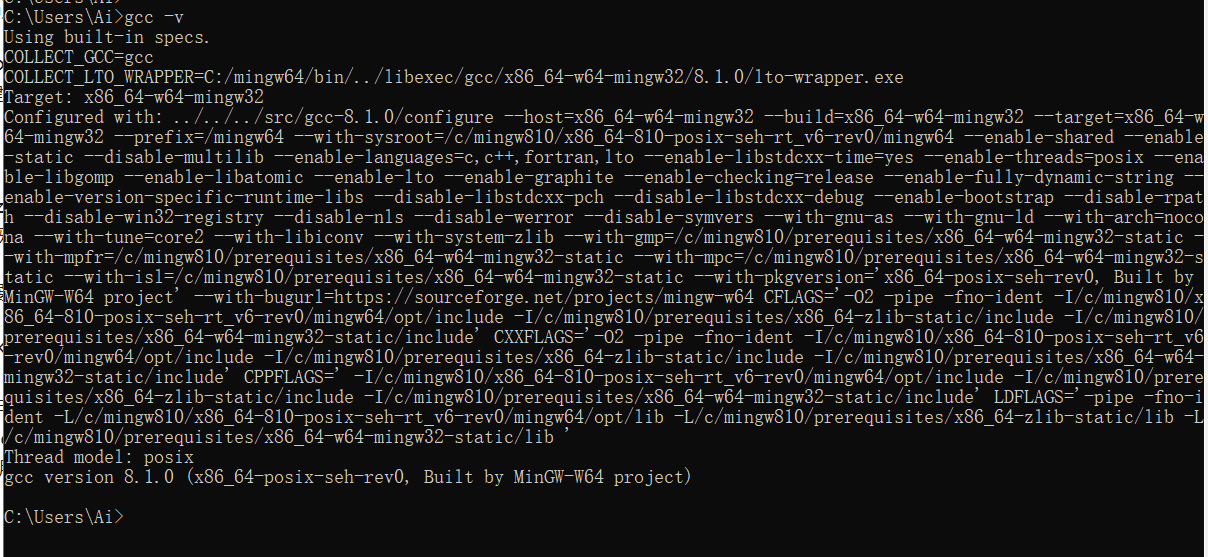 C:\Users\Ai>gcc -v
Using built-in specs.
COLLECT_GCC=gcc
COLLECT_LTO_WRAPPER=C:/mingw64/bin/../libexec/gcc/x86_64-w64-mingw32/8.1.0/lto-wrapper.exe
Target: x86_64-w64-mingw32
Configured with: ../../../src/gcc-8.1.0/configure --host=x86_64-w64-mingw32 --build=x86_64-w64-mingw32 --target=x86_64-w
64-mingw32 --prefix=/mingw64 --with-sysroot=/c/mingw810/x86_64-810-posix-seh-rt_v6-rev0/mingw64 --enable-shared --enable
-static --disable-multilib --enable-languages=c,c++,fortran,lto --enable-libstdcxx-time=yes --enable-threads=posix --ena
ble-libgomp --enable-libatomic --enable-lto --enable-graphite --enable-checking=release --enable-fully-dynamic-string --
enable-version-specific-runtime-libs --disable-libstdcxx-pch --disable-libstdcxx-debug --enable-bootstrap --disable-rpat
h --disable-win32-registry --disable-nls --disable-werror --disable-symvers --with-gnu-as --with-gnu-ld --with-arch=noco
na --with-tune=core2 --with-libiconv --with-system-zlib --with-gmp=/c/mingw810/prerequisites/x86_64-w64-mingw32-static -
-with-mpfr=/c/mingw810/prerequisites/x86_64-w64-mingw32-static --with-mpc=/c/mingw810/prerequisites/x86_64-w64-mingw32-s
tatic --with-isl=/c/mingw810/prerequisites/x86_64-w64-mingw32-static --with-pkgversion='x86_64-posix-seh-rev0, Built by
MinGW-W64 project' --with-bugurl=https://sourceforge.net/projects/mingw-w64 CFLAGS='-O2 -pipe -fno-ident -I/c/mingw810/x
86_64-810-posix-seh-rt_v6-rev0/mingw64/opt/include -I/c/mingw810/prerequisites/x86_64-zlib-static/include -I/c/mingw810/
prerequisites/x86_64-w64-mingw32-static/include' CXXFLAGS='-O2 -pipe -fno-ident -I/c/mingw810/x86_64-810-posix-seh-rt_v6
-rev0/mingw64/opt/include -I/c/mingw810/prerequisites/x86_64-zlib-static/include -I/c/mingw810/prerequisites/x86_64-w64-
mingw32-static/include' CPPFLAGS=' -I/c/mingw810/x86_64-810-posix-seh-rt_v6-rev0/mingw64/opt/include -I/c/mingw810/prere
quisites/x86_64-zlib-static/include -I/c/mingw810/prerequisites/x86_64-w64-mingw32-static/include' LDFLAGS='-pipe -fno-i
dent -L/c/mingw810/x86_64-810-posix-seh-rt_v6-rev0/mingw64/opt/lib -L/c/mingw810/prerequisites/x86_64-zlib-static/lib -L
/c/mingw810/prerequisites/x86_64-w64-mingw32-static/lib '
Thread model: posix
gcc version 8.1.0 (x86_64-posix-seh-rev0, Built by MinGW-W64 project)
C:\Users\Ai>